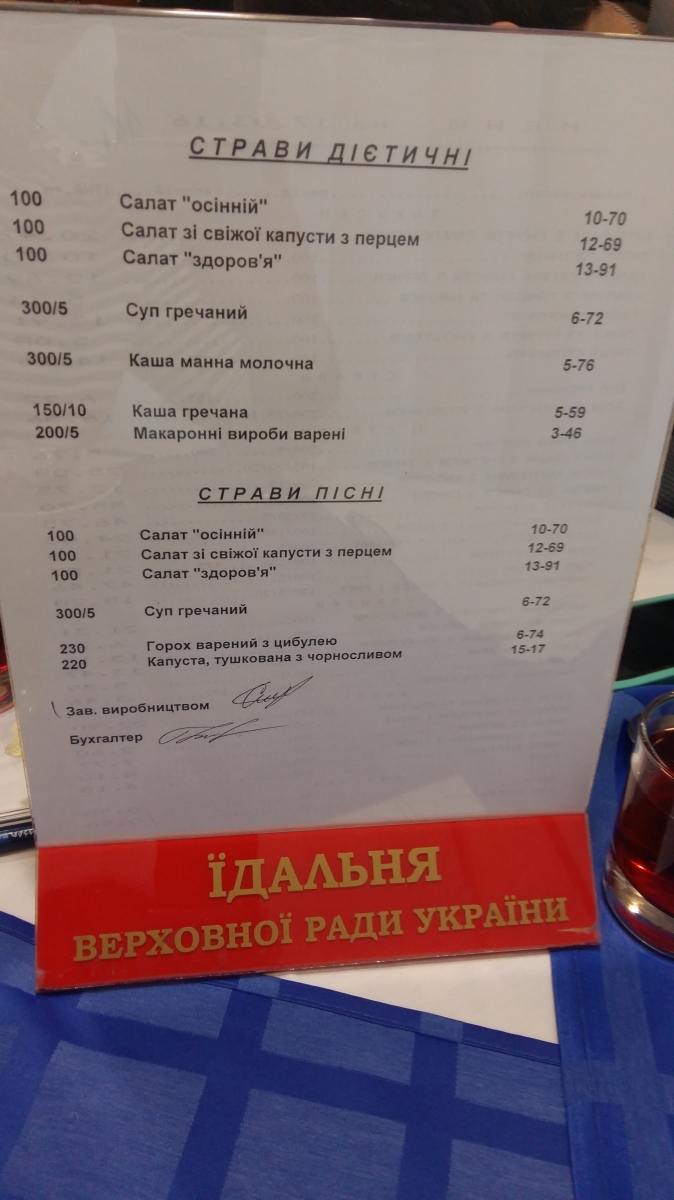 СТРАВИ ДІЄТИЧНІ
100 Салат "осінній" 10-70
100 Салат зі свіжої капусти з перцем 12-69
100 Салат "здоров'я" 13-91
300/5 Суп гречаний 6-72
300/5 Каша манна молочна 5-76
150/10 Каша гречана 5-59
200/5 Макаронні вироби варені 3-46
СТРАВИ ПІСНІ
100 Салат "осінній" 10-70
100 Салат зі свіжої капусти з перцем 12-69
100 Салат "здоров'я" 13-91
300/5 Суп гречаний 6-72
230 Горох варений з цибулею 6-74
220 Капуста, тушкована з чорносливом 15-17
Зав. виробництвом
Бухгалтер
ЇДАЛЬНЯ
ВЕРХОВНОЇ РАДИ УКРАЇНИ